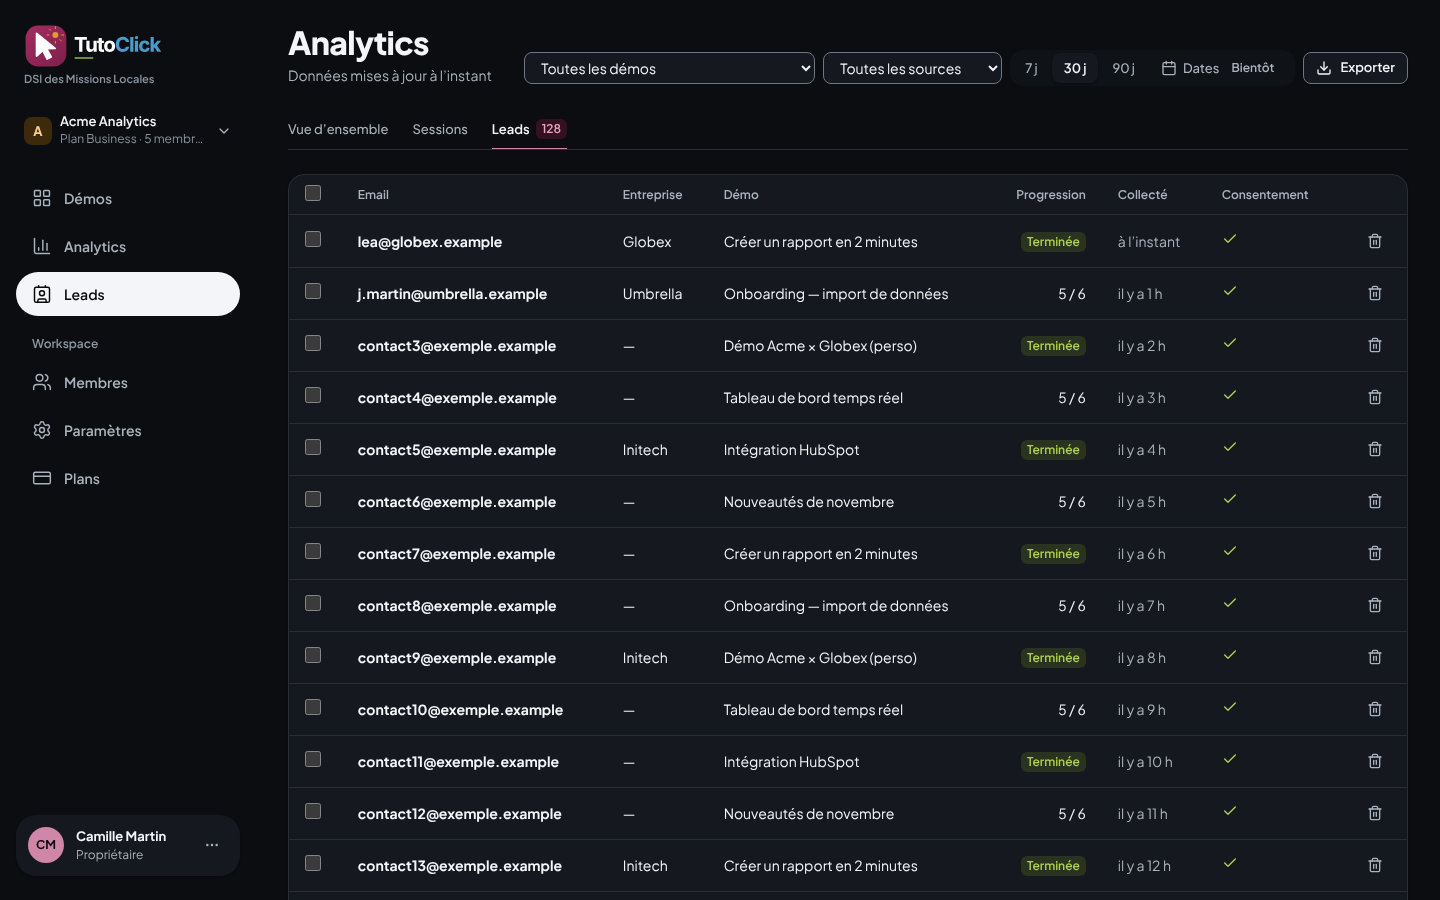 TutoClick
DSI des Missions Locales
A
Acme Analytics
Plan Business · 5 membr...
Démos
Analytics
Leads
Workspace
Membres
Paramètres
Plans
CM
Camille Martin
Propriétaire
Analytics
Données mises à jour à l'instant
Toutes les démos
Toutes les sources
7 j
30 j
90 j
Dates Bientôt
Exporter
Vue d'ensemble
Sessions
Leads 128
Email Entreprise Démo Progression Collecté Consentement
lea@globex.example Globex Créer un rapport en 2 minutes Terminée à l'instant
j.martin@umbrella.example Umbrella Onboarding — import de données 5 / 6 il y a 1 h
contact3@exemple.example — Démo Acme × Globex (perso) Terminée il y a 2 h
contact4@exemple.example — Tableau de bord temps réel 5 / 6 il y a 3 h
contact5@exemple.example Initech Intégration HubSpot Terminée il y a 4 h
contact6@exemple.example — Nouveautés de novembre 5 / 6 il y a 5 h
contact7@exemple.example — Créer un rapport en 2 minutes Terminée il y a 6 h
contact8@exemple.example — Onboarding — import de données 5 / 6 il y a 7 h
contact9@exemple.example Initech Démo Acme × Globex (perso) Terminée il y a 8 h
contact10@exemple.example — Tableau de bord temps réel 5 / 6 il y a 9 h
contact11@exemple.example — Intégration HubSpot Terminée il y a 10 h
contact12@exemple.example — Nouveautés de novembre 5 / 6 il y a 11 h
contact13@exemple.example Initech Créer un rapport en 2 minutes Terminée il y a 12 h